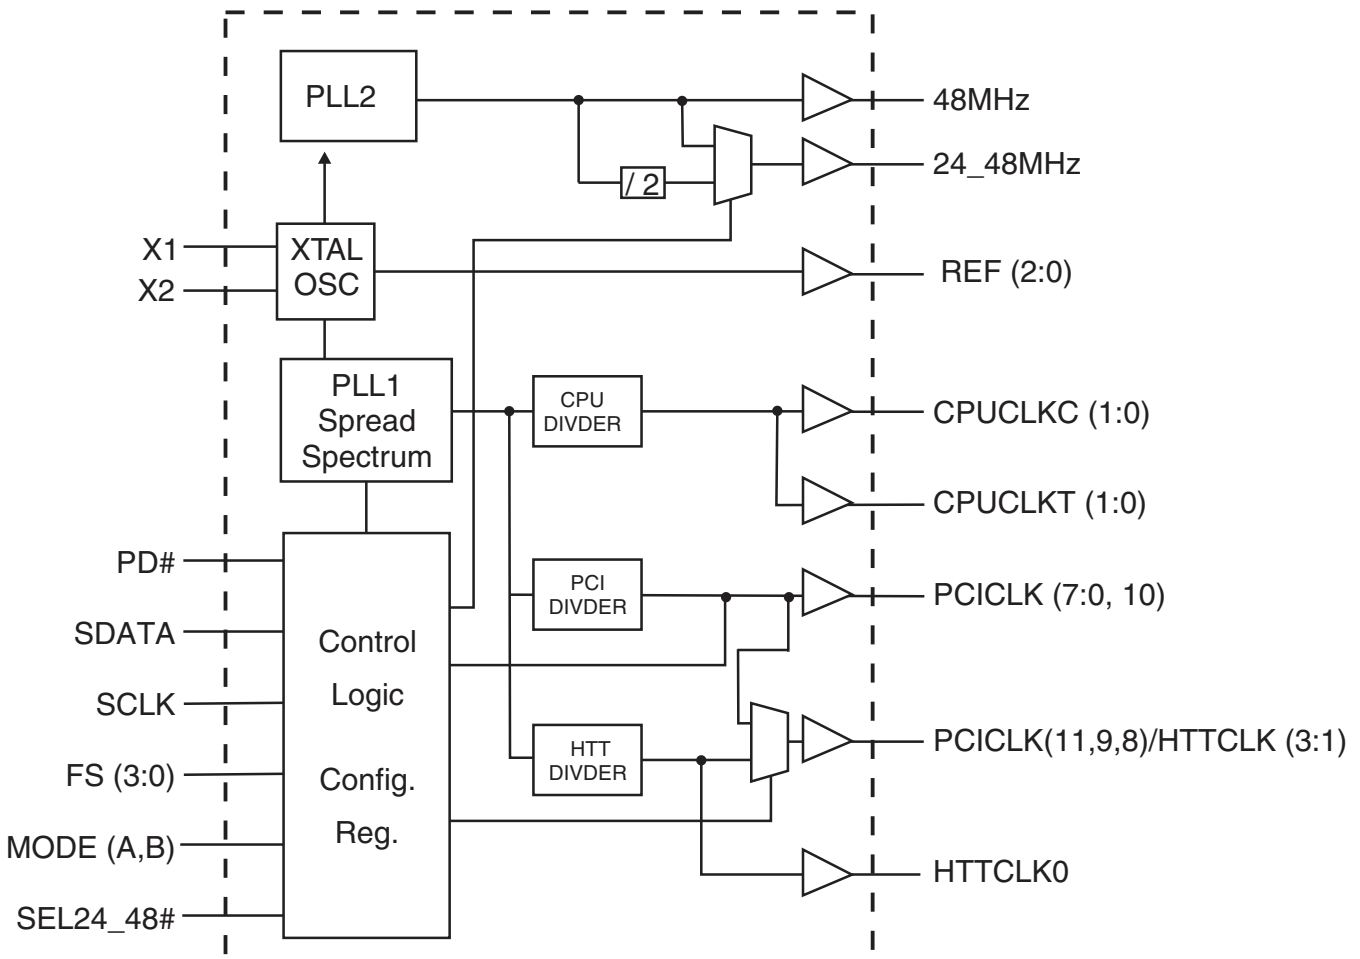 PLL2
48MHz
24_48MHz
/ 2
X1
X2
XTAL
OSC
REF (2:0)
PLL1
Spread
Spectrum
CPU
DIVDER
CPUCLKC (1:0)
CPUCLKT (1:0)
PD#
SDATA
SCLK
FS (3:0)
MODE (A,B)
SEL24_48#
Control
Logic
Config.
Reg.
PCI
DIVDER
PCICLK (7:0, 10)
HTT
DIVDER
PCICLK(11,9,8)/HTTCLK (3:1)
HTTCLK0